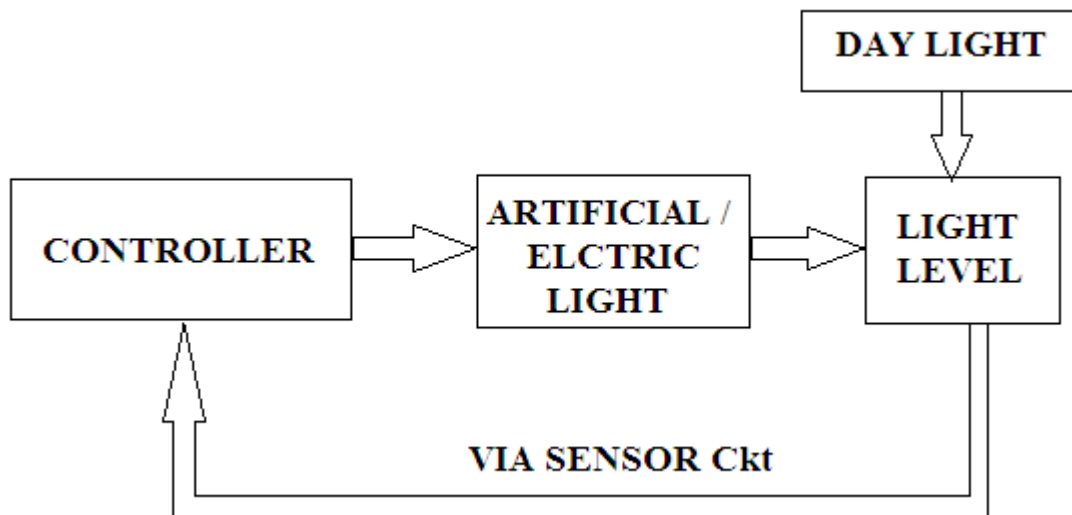 DAY LIGHT
CONTROLLER
ARTIFICIAL /
ELCTRIC
LIGHT
LIGHT
LEVEL
VIA SENSOR Ckt